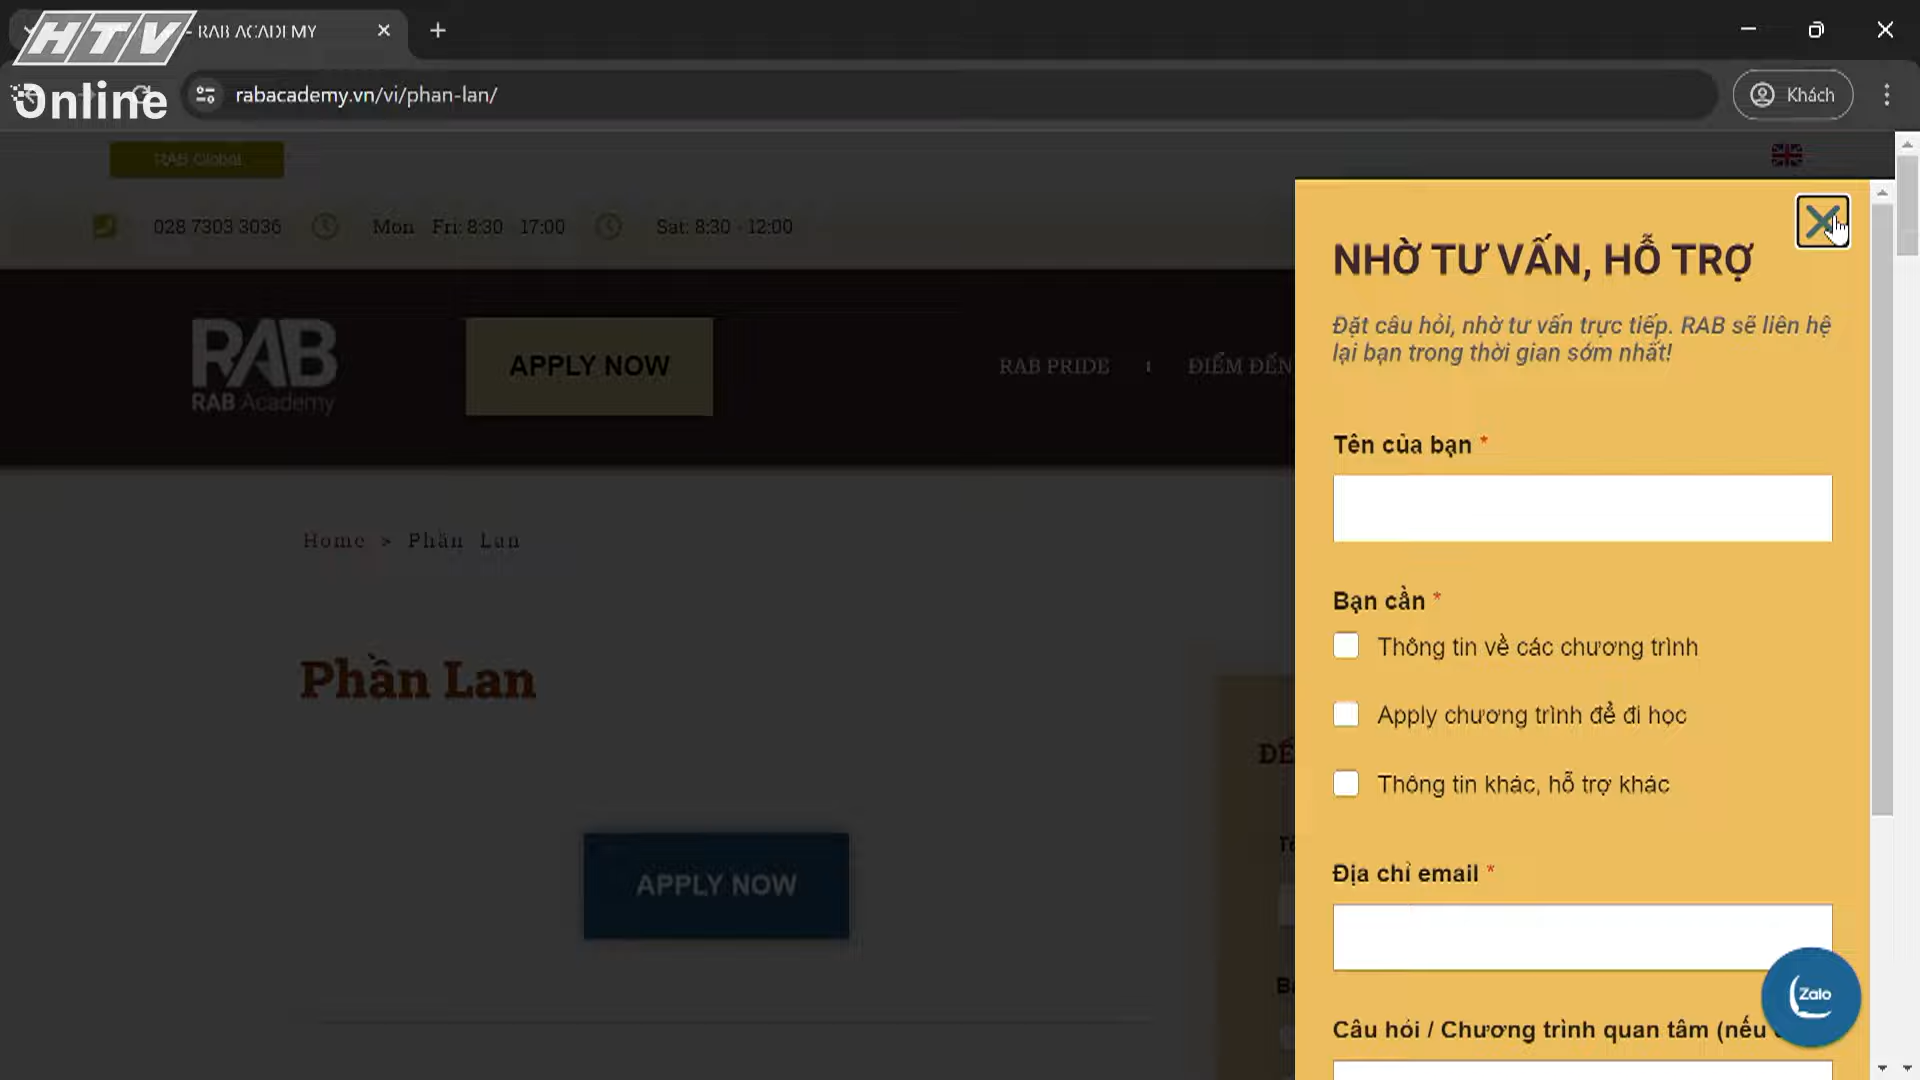 HTV
Online
- RAB ACADEMY
rabacademy.vn/vi/phan-lan/
Khách
RAB Global
028 7303 3036
Mon Fri: 8:30 17:00
Sat: 8:30 - 12:00
RAB
RAB Academy
APPLY NOW
RAB PRIDE
ĐIỂM ĐẾN
Home > Phần Lan
Phần Lan
APPLY NOW
NHỜ TƯ VẤN, HỖ TRỢ
Đặt câu hỏi, nhờ tư vấn trực tiếp. RAB sẽ liên hệ
lại bạn trong thời gian sớm nhất!
Tên của bạn *
Bạn cần *
Thông tin về các chương trình
Apply chương trình để đi học
Thông tin khác, hỗ trợ khác
Địa chỉ email *
Câu hỏi / Chương trình quan tâm (nếu
Zalo